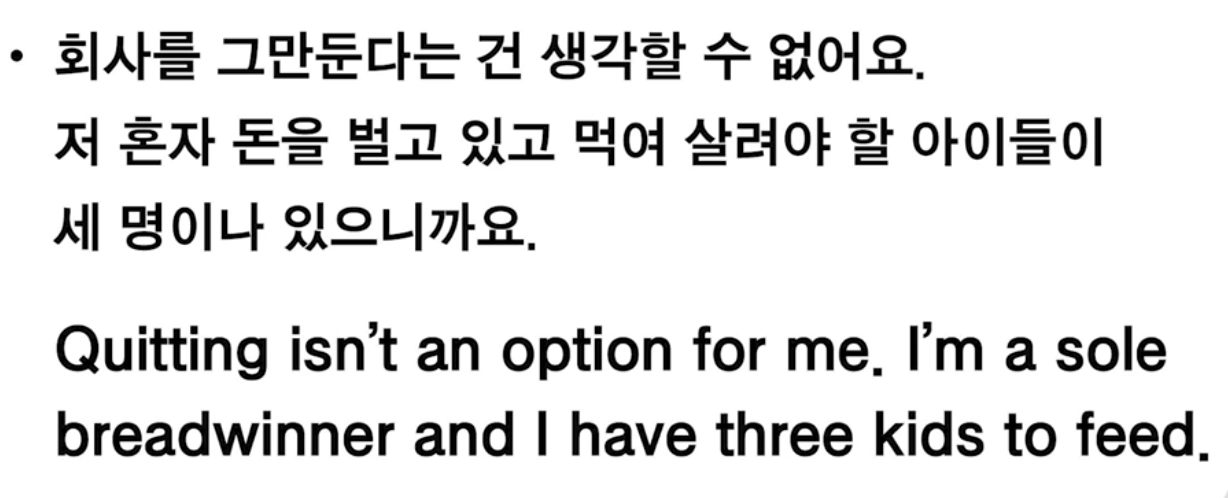 • 회사를 그만둔다는 건 생각할 수 없어요.
저 혼자 돈을 벌고 있고 먹여 살려야 할 아이들이
세 명이나 있으니까요.
Quitting isn’t an option for me. I’m a sole
breadwinner and I have three kids to feed.